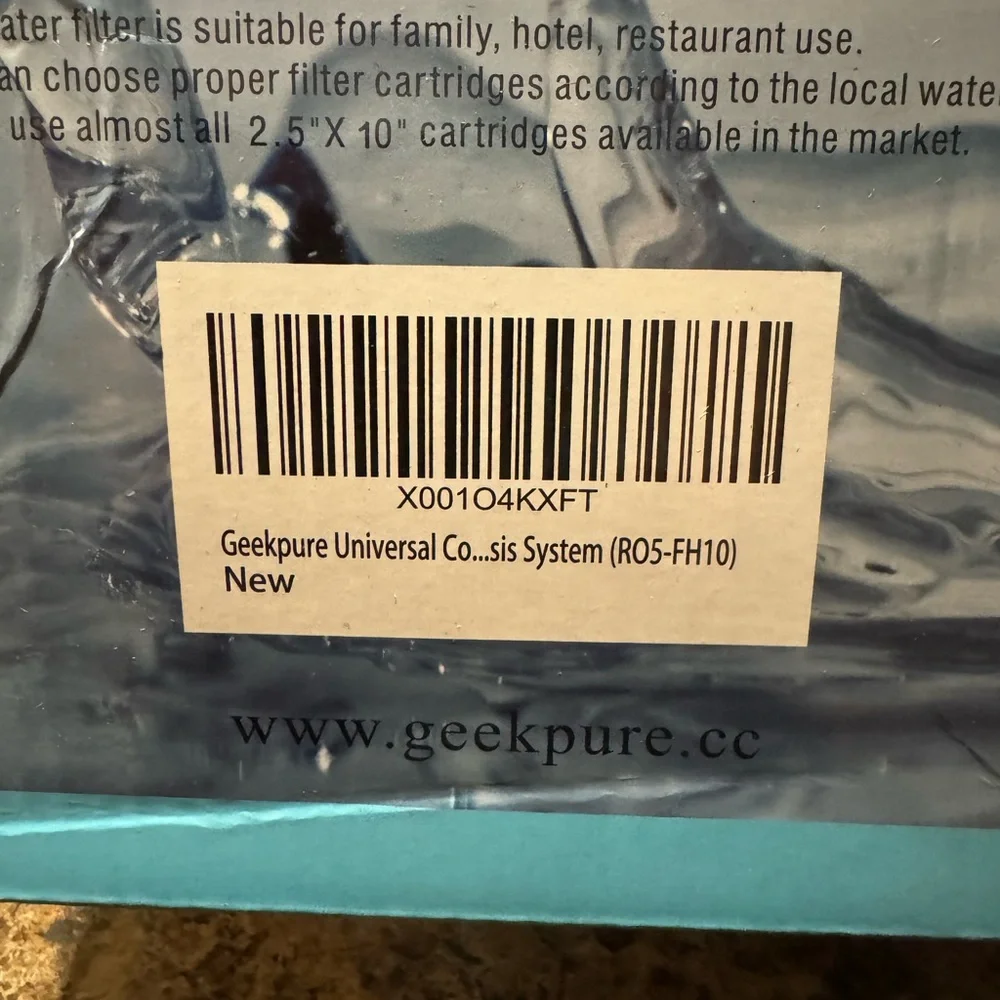 ater filter is suitable for family, hotel, restaurant use.
an choose proper filter cartridges according to the local wate
use almost all 2.5"X 10" cartridges available in the market.
X001O4KXFT
Geekpure Universal Co...sis System (RO5-FH10)
New
www.geekpure.cc